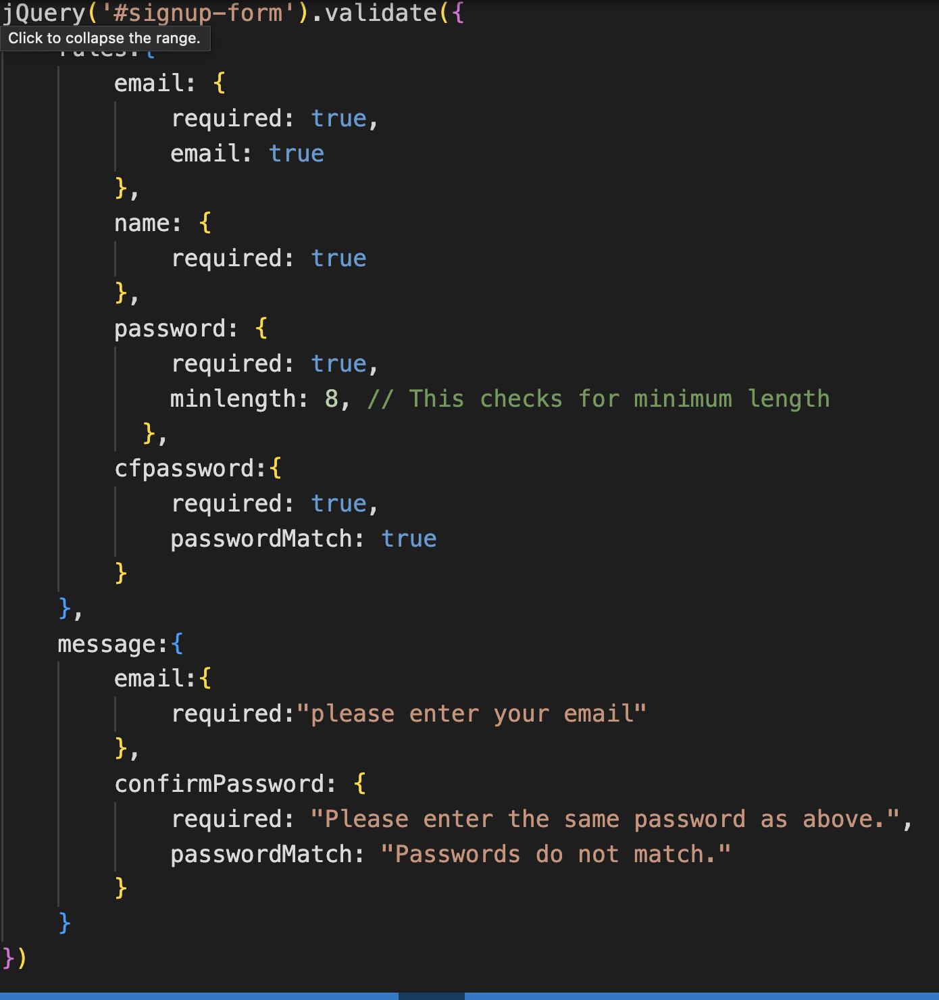 jQuery('#signup-form').validate({
Click to collapse the range.
rules:{
email: {
required: true,
email: true
},
name: {
required: true
},
password: {
required: true,
minlength: 8, // This checks for minimum length
},
cfpassword:{
required: true,
passwordMatch: true
}
},
message:{
email:{
required:"please enter your email"
},
confirmPassword: {
required: "Please enter the same password as above.",
passwordMatch: "Passwords do not match."
}
}
})